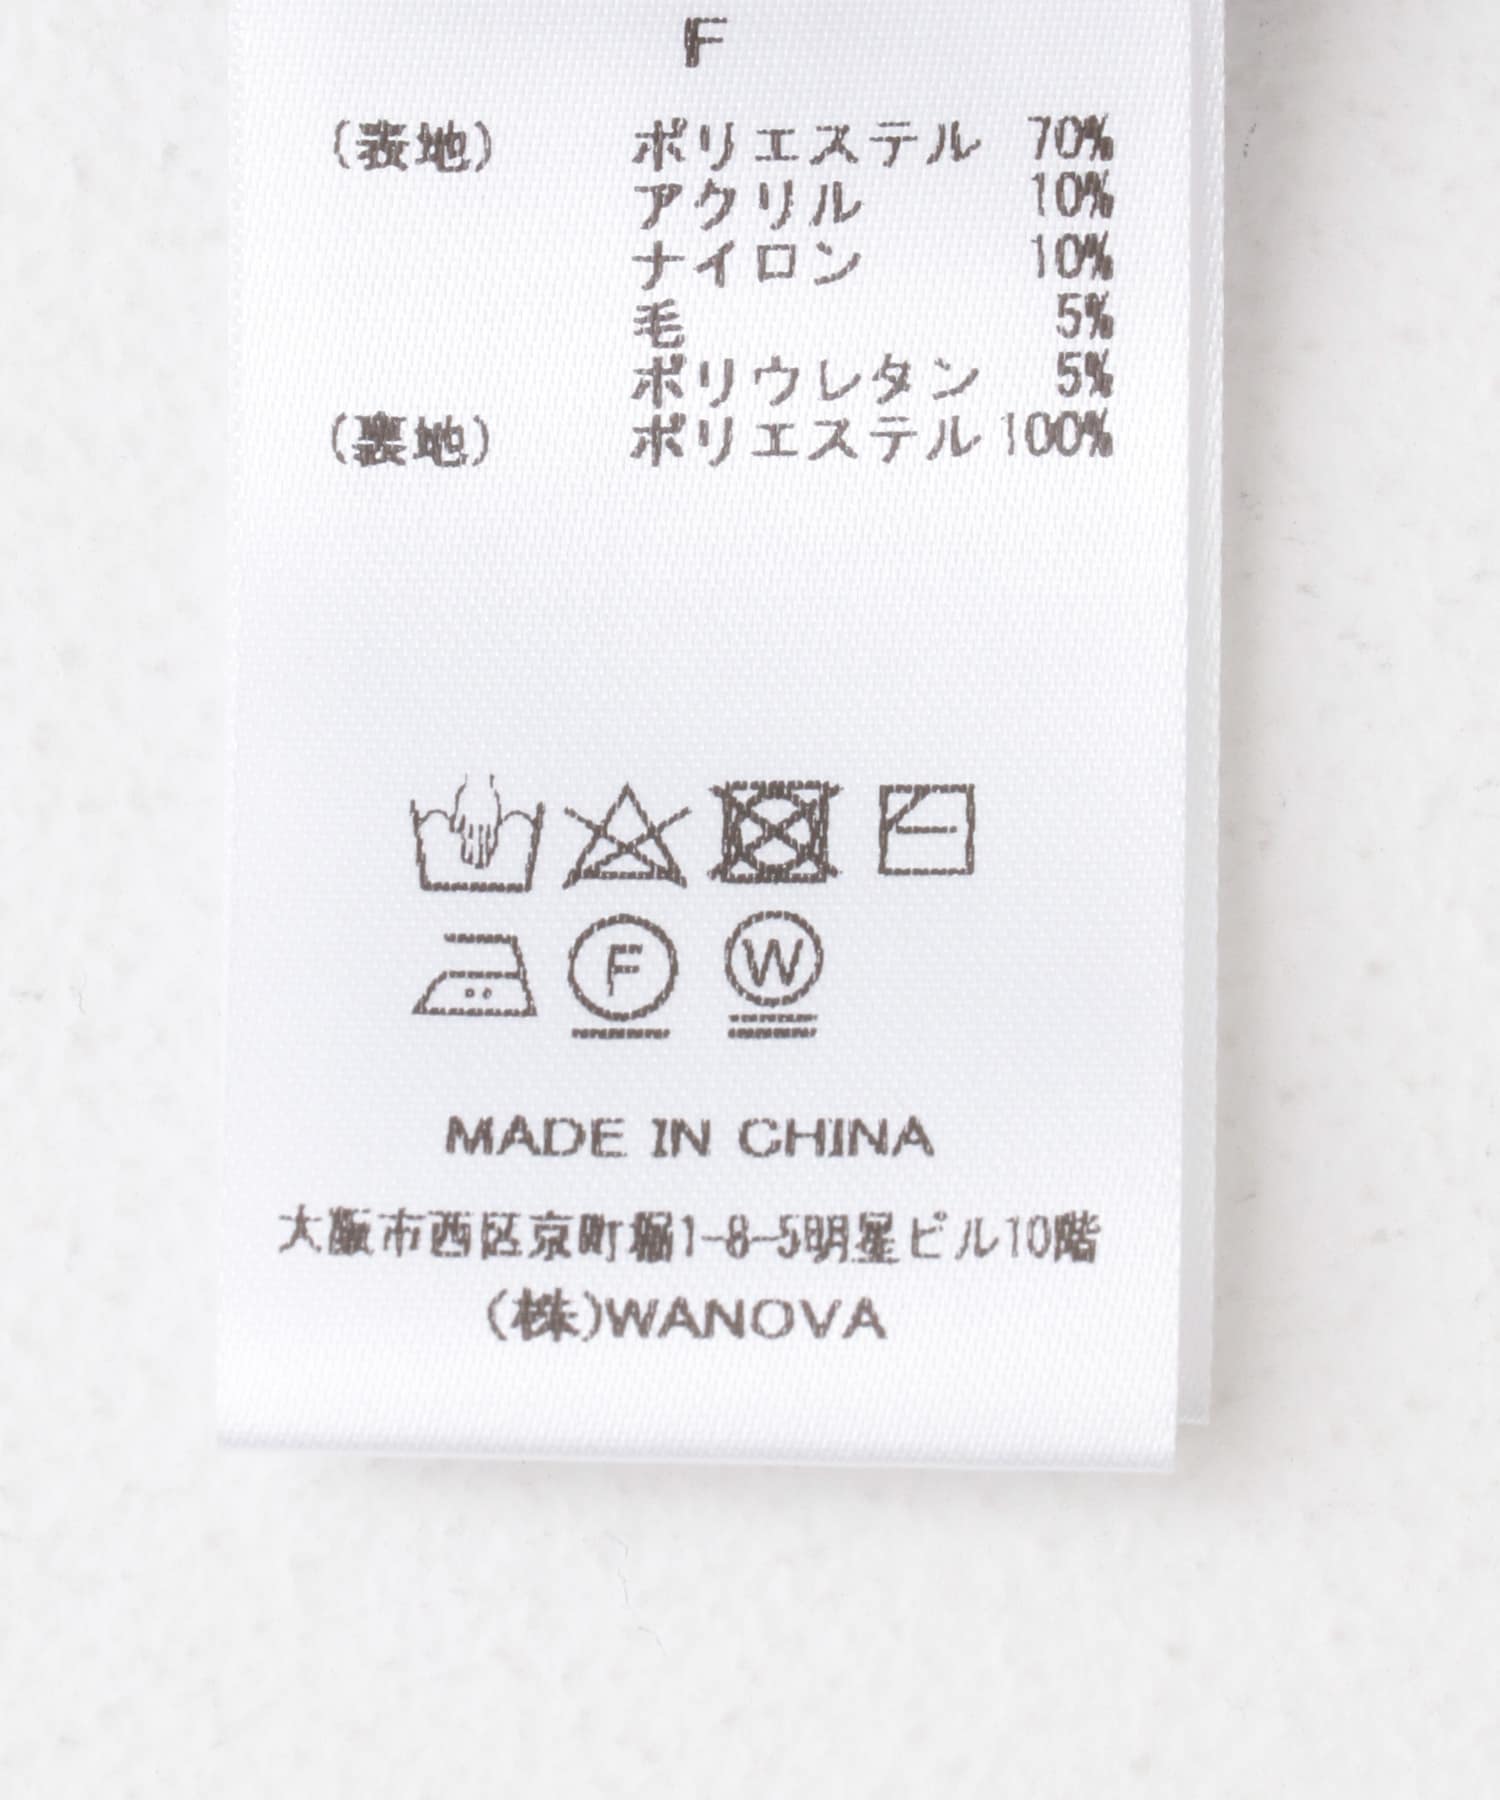 F
(表地) ポリエステル 70%
アクリル 10%
ナイロン 10%
毛 5%
ポリウレタン 5%
(裏地) ポリエステル 100%
F W
MADE IN CHINA
大阪市西区京町堀1-8-5明星ビル10階
(株)WANOVA